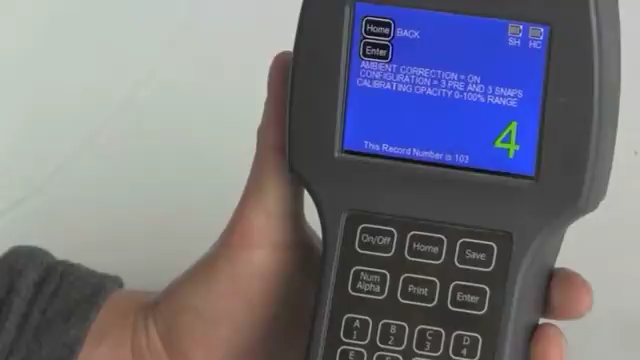 Home BACK
SH HC
Enter
AMBIENT CORRECTION = ON
CONFIGURATION = 3 PRE AND 3 SNAPS
CALIBRATING OPACITY 0-100% RANGE
4
This Record Number is 103
On/Off Home Save
Num Alpha Print Enter
A 1 B 2 C 3 D 4
E